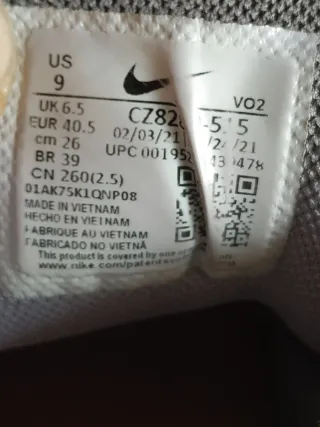 US
9
VO2
UK 6.5
EUR 40.5
cm 26
BR 39
CN 260(2.5)
CZ82
02/03/21
UPC 00195
39478
01AK75K1QNP08
MADE IN VIETNAM
HECHO EN VIETNAM
FABRIQUE AU VIETNAM
FABRICADO NO VIETNÃ
This product is covered by one
www.nike.com/patents